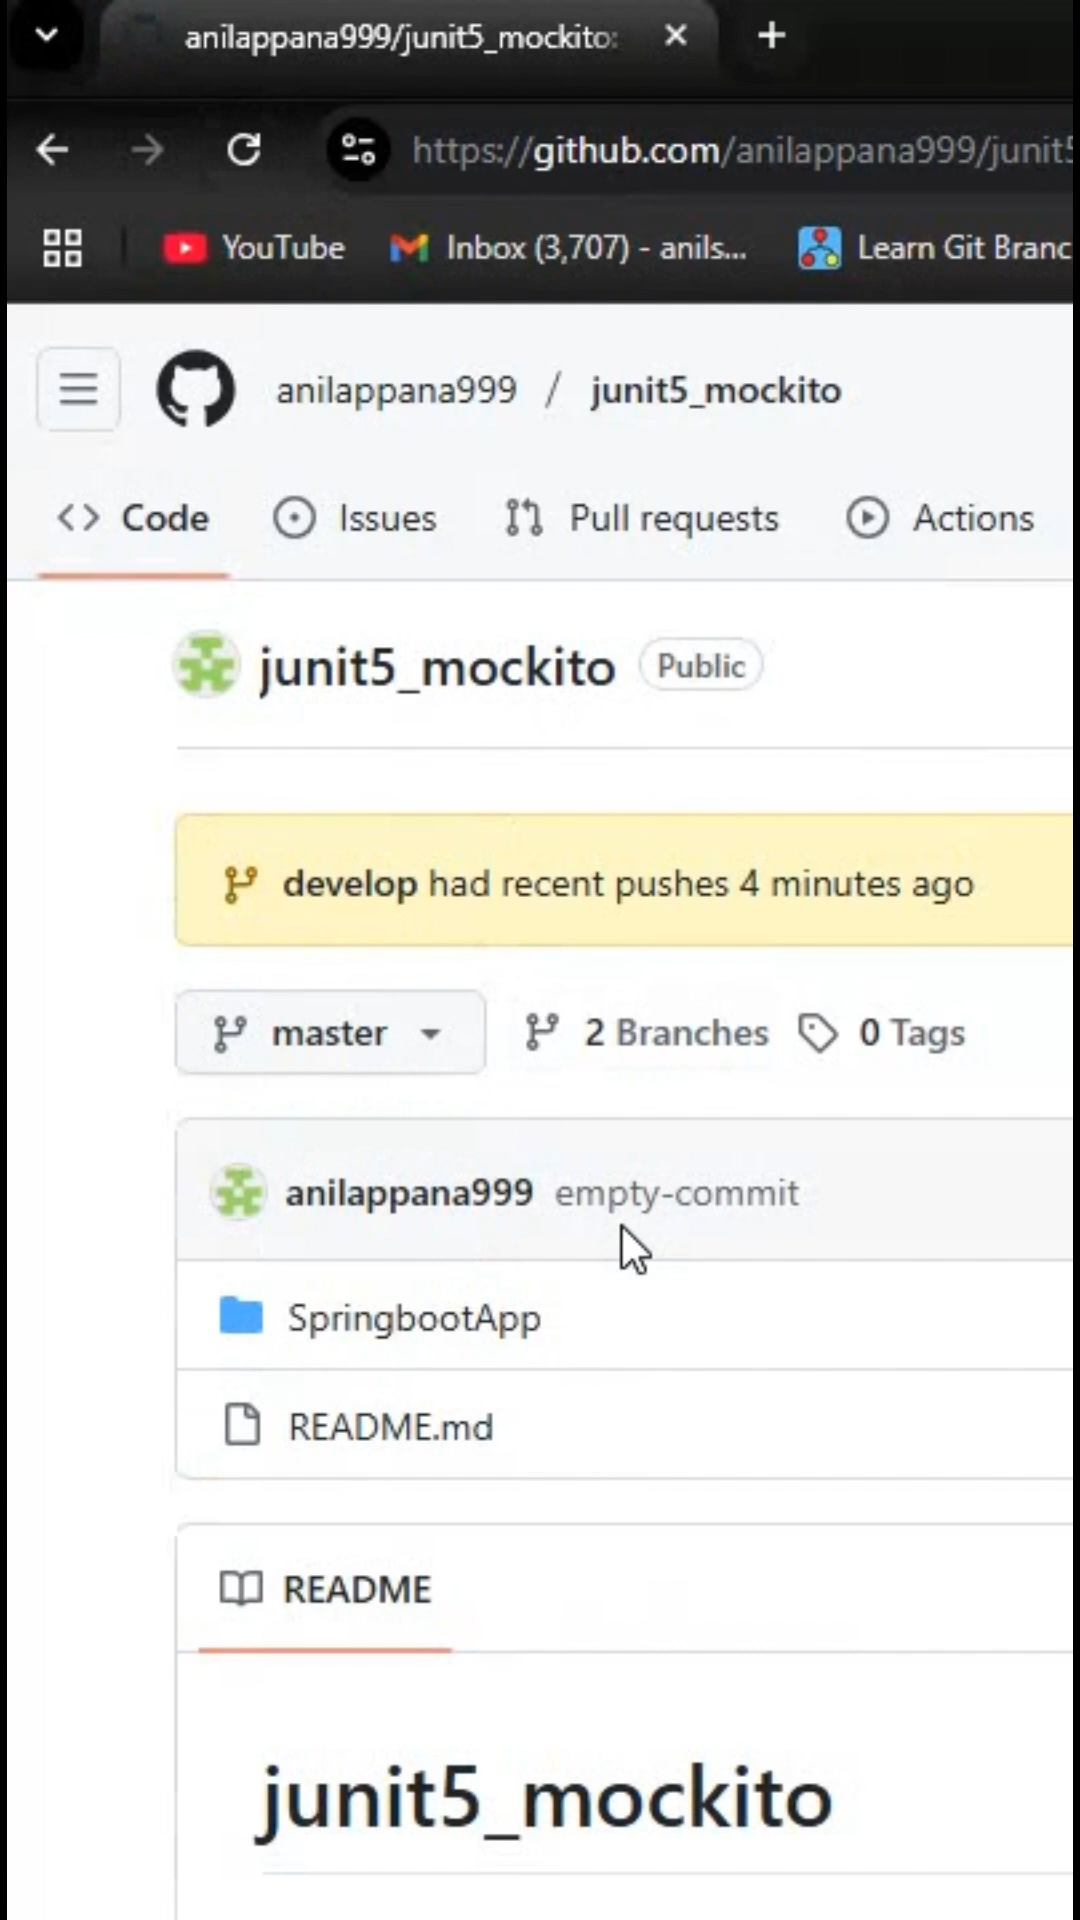 anilappana999/junit5_mockito:
https://github.com/anilappana999/junit5
YouTube
Inbox (3,707) - anils...
Learn Git Branc
anilappana999 / junit5_mockito
Code
Issues
Pull requests
Actions
junit5_mockito
Public
develop had recent pushes 4 minutes ago
master
2 Branches
0 Tags
anilappana999 empty-commit
SpringbootApp
README.md
README
junit5_mockito